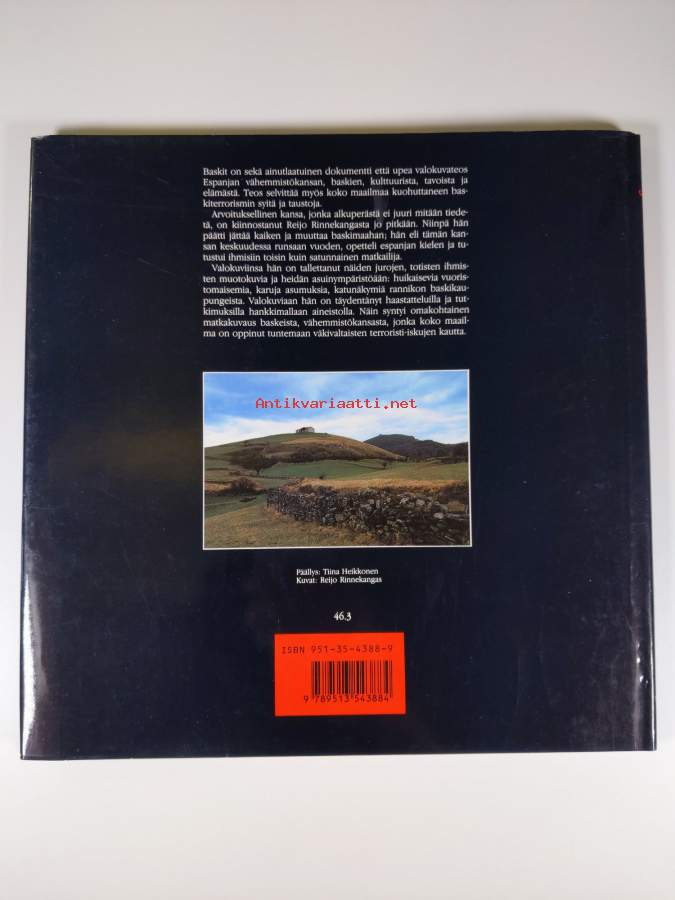 Baskit on sekä ainutlaatuinen dokumentti että upea valokuvateos
Espanjan vähemmistökansan, baskien, kulttuurista, tavoista ja
elämästä. Teos selvittää myös koko maailmaa kuohuttaneen bas-
kiterrorismin syitä ja taustoja.
Arvoituksellinen kansa, jonka alkuperästä ei juuri mitään tiede-
tä, on kiinnostanut Reijo Rinnekangasta jo pitkään. Niinpä hän
päätti jättää kaiken ja muuttaa baskimaahan; hän eli tämän kan-
san keskuudessa runsaan vuoden, opetteli espanjan kielen ja tu-
tustui ihmisiin toisin kuin satunnainen matkailija.
Valokuviinsa hän on tallettanut näiden jurojen, totisten ihmis-
ten muotokuvia ja heidän asuinympäristöään: huikaisevia vuoris-
tomaisemia, karuja asumuksia, katunäkymiä rannikon baskikau-
pungeista. Valokuviaan hän on täydentänyt haastatteluilla ja tut-
kimuksilla hankkimallaan aineistolla. Näin syntyi omakohtainen
matkakuvaus baskeista, vähemmistökansasta, jonka koko maail-
ma on oppinut tuntemaan väkivaltaisten terroristi-iskujen kautta.
Antikvariaatti.net
Päällys: Tiina Heikkonen
Kuvat: Reijo Rinnekangas
46.3
ISBN 951-35-4388-9
9 789513 543884